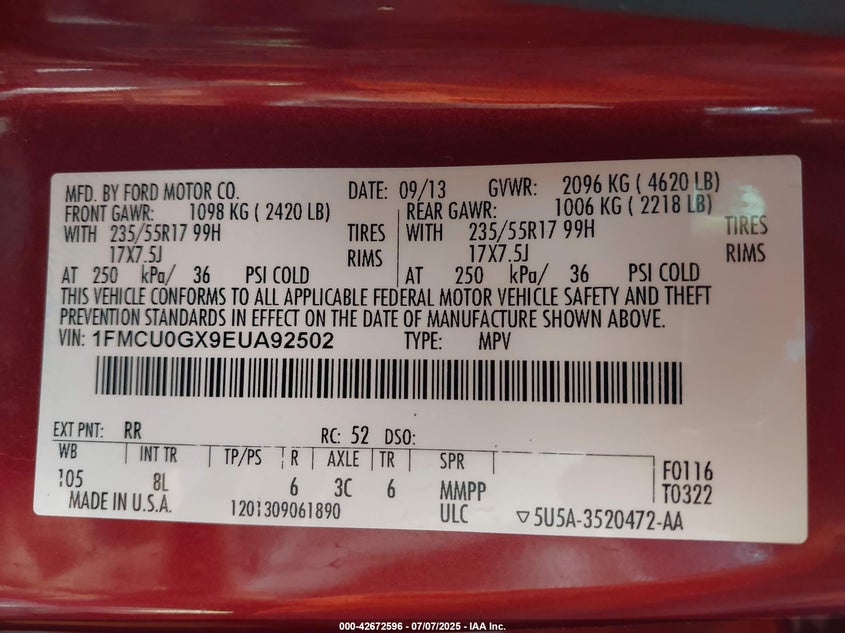 MFD. BY FORD MOTOR CO. DATE: 09/13 GVWR: 2096 KG ( 4620 LB)
FRONT GAWR: 1098 KG ( 2420 LB) REAR GAWR: 1006 KG ( 2218 LB)
WITH 235/55R17 99H TIRES WITH 235/55R17 99H TIRES
17X7.5J RIMS 17X7.5J RIMS
AT 250 kPa/ 36 PSI COLD AT 250 kPa/ 36 PSI COLD
THIS VEHICLE CONFORMS TO ALL APPLICABLE FEDERAL MOTOR VEHICLE SAFETY AND THEFT
PREVENTION STANDARDS IN EFFECT ON THE DATE OF MANUFACTURE SHOWN ABOVE.
VIN: 1FMCU0GX9EUA92502 TYPE: MPV
EXT PNT: RR RC: 52 DSO:
WB INT TR TP/PS R AXLE TR SPR F0116
105 8L 6 3C 6 MMPP T0322
MADE IN U.S.A. 1201309061890 ULC ▽5U5A-3520472-AA
000-42672596 - 07/07/2025 - IAA Inc.